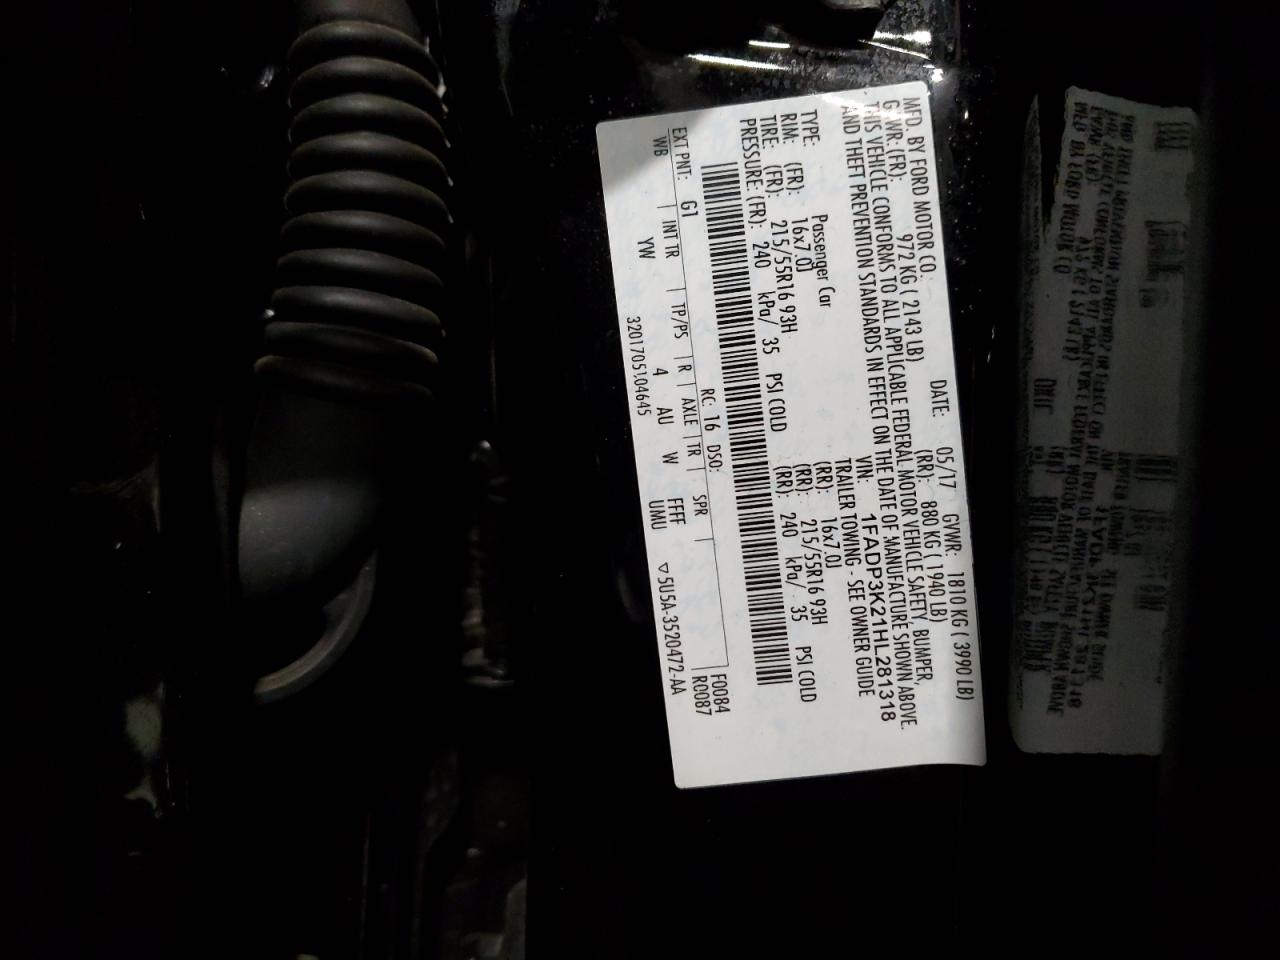 MFD. BY FORD MOTOR CO. DATE: 05/17 GVWR: 1810 KG ( 3990 LB)
GAWR: (FR): 972 KG ( 2143 LB) (RR): 880 KG ( 1940 LB)
THIS VEHICLE CONFORMS TO ALL APPLICABLE FEDERAL MOTOR VEHICLE SAFETY, BUMPER,
AND THEFT PREVENTION STANDARDS IN EFFECT ON THE DATE OF MANUFACTURE SHOWN ABOVE.
VIN: 1FADP3K21HL281318
TYPE: Passenger Car TRAILER TOWING - SEE OWNER GUIDE
RIM: (FR): 16x7.0J (RR): 16x7.0J
TIRE: (FR): 215/55R16 93H (RR): 215/55R16 93H
PRESSURE: (FR): 240 kPa/ 35 PSI COLD (RR): 240 kPa/ 35 PSI COLD
F0084
EXT PNT: G1 RC: 16 DSO: R0087
WB INT TR TP/PS R AXLE TR SPR
YW 4 AU W FFFF
UMU
3201705104645 ▽5U5A-3520472-AA